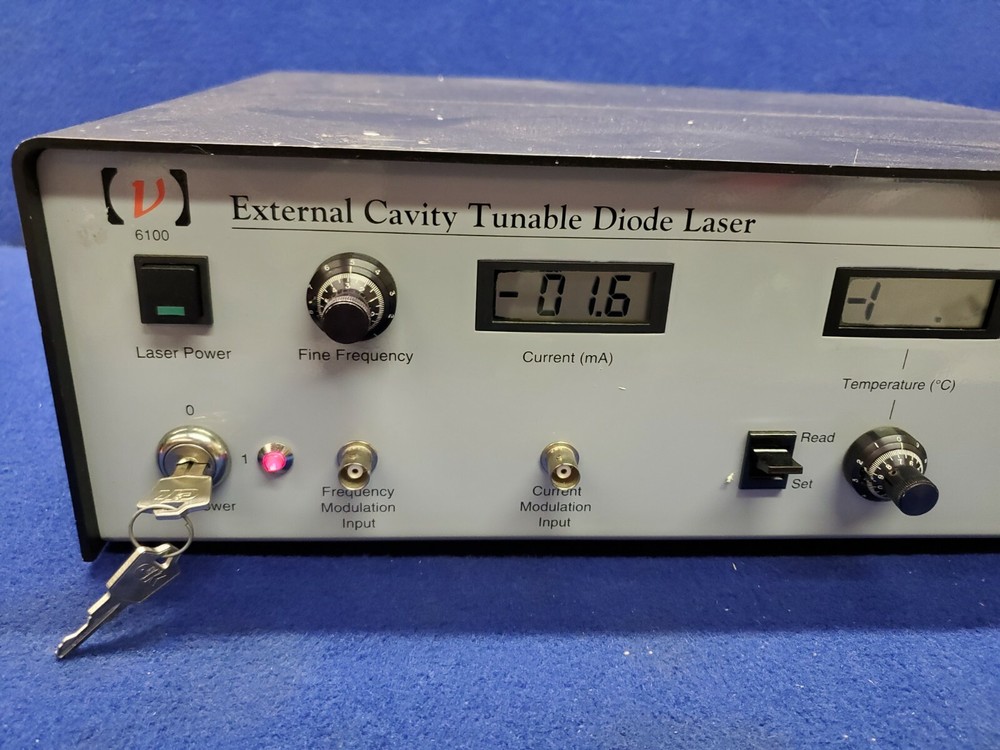 (ν)
6100
External Cavity Tunable Diode Laser
-01.6
-1 .
Laser Power
Fine Frequency
Current (mA)
Temperature (°C)
0
1
Frequency
Modulation
Input
Current
Modulation
Input
Read
Set